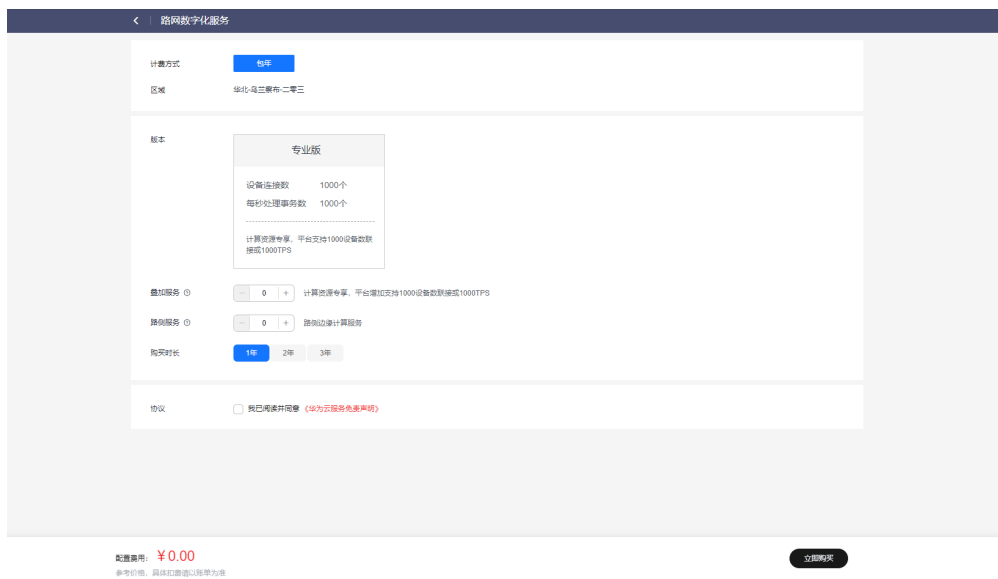 路网数字化服务
计费方式 包年
区域 华北-乌兰察布-二零三
版本
专业版
设备连接数 1000个
每秒处理事务数 1000个
计算资源专享，平台支持1000设备数联
接或1000TPS
叠加服务 ? - 0 + 计算资源专享，平台增加支持1000设备数联接或1000TPS
路侧服务 ? - 0 + 路侧边缘计算服务
购买时长 1年 2年 3年
协议 我已阅读并同意 《华为云服务免责声明》
配置费用： ￥0.00 立即购买
参考价格，具体扣费请以账单为准